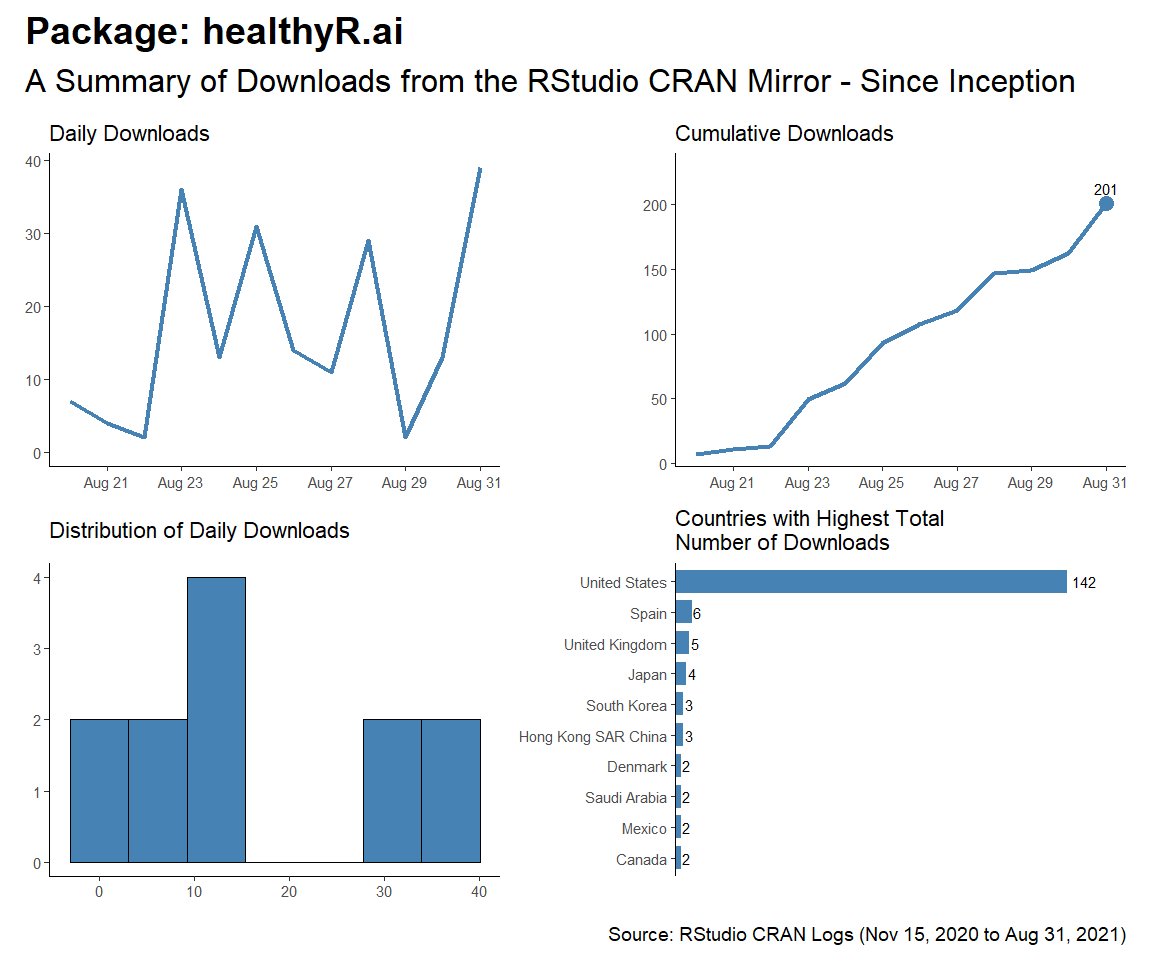 Package: healthyR.ai
A Summary of Downloads from the RStudio CRAN Mirror - Since Inception
Daily Downloads
40
30
20
10
0
Aug 21 Aug 23 Aug 25 Aug 27 Aug 29 Aug 31
Cumulative Downloads
201
200
150
100
50
0
Aug 21 Aug 23 Aug 25 Aug 27 Aug 29 Aug 31
Distribution of Daily Downloads
4
3
2
1
0
0 10 20 30 40
Countries with Highest Total
Number of Downloads
United States 142
Spain 6
United Kingdom 5
Japan 4
South Korea 3
Hong Kong SAR China 3
Denmark 2
Saudi Arabia 2
Mexico 2
Canada 2
Source: RStudio CRAN Logs (Nov 15, 2020 to Aug 31, 2021)